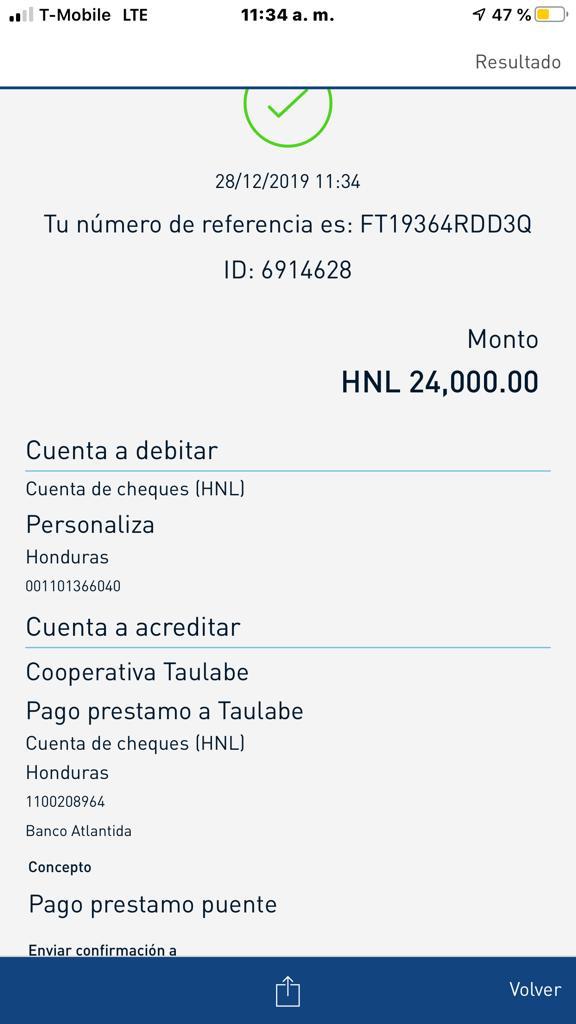 T-Mobile LTE 11:34 a. m. 47 %
Resultado
28/12/2019 11:34
Tu número de referencia es: FT19364RDD3Q
ID: 6914628
Monto
HNL 24,000.00
Cuenta a debitar
Cuenta de cheques (HNL)
Personaliza
Honduras
001101366040
Cuenta a acreditar
Cooperativa Taulabe
Pago prestamo a Taulabe
Cuenta de cheques (HNL)
Honduras
1100208964
Banco Atlantida
Concepto
Pago prestamo puente
Enviar confirmación a
Volver